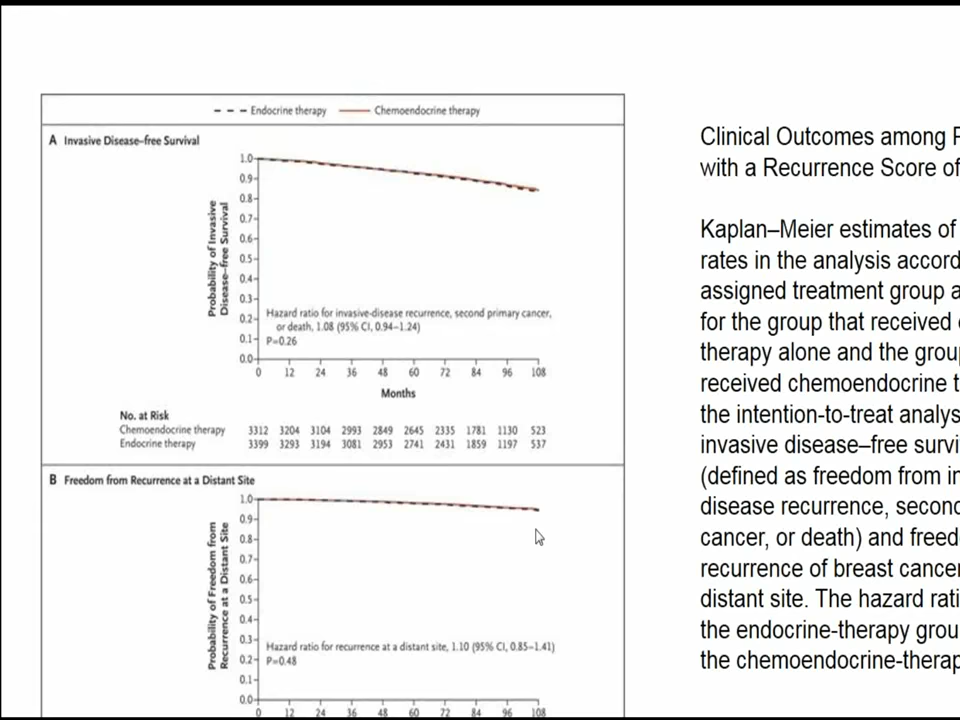 Endocrine therapy Chemoendocrine therapy
A Invasive Disease–free Survival
Probability of Invasive
Disease–free Survival
1.0
0.9
0.8
0.7
0.6
0.5
0.4
0.3
0.2
0.1
0.0
Hazard ratio for invasive-disease recurrence, second primary cancer,
or death, 1.08 (95% CI, 0.94–1.24)
P=0.26
0 12 24 36 48 60 72 84 96 108
Months
No. at Risk
Chemoendocrine therapy 3312 3204 3104 2993 2849 2645 2335 1781 1130 523
Endocrine therapy 3399 3293 3194 3081 2953 2741 2431 1859 1197 537
B Freedom from Recurrence at a Distant Site
Probability of Freedom from
Recurrence at a Distant Site
1.0
0.9
0.8
0.7
0.6
0.5
0.4
0.3
0.2
0.1
0.0
Hazard ratio for recurrence at a distant site, 1.10 (95% CI, 0.85–1.41)
P=0.48
0 12 24 36 48 60 72 84 96 108
Clinical Outcomes among
with a Recurrence Score of
Kaplan–Meier estimates of
rates in the analysis accord
assigned treatment group a
for the group that received
therapy alone and the group
received chemoendocrine t
the intention-to-treat analys
invasive disease–free survi
(defined as freedom from in
disease recurrence, second
cancer, or death) and freed
recurrence of breast cancer
distant site. The hazard rati
the endocrine-therapy grou
the chemoendocrine-therap